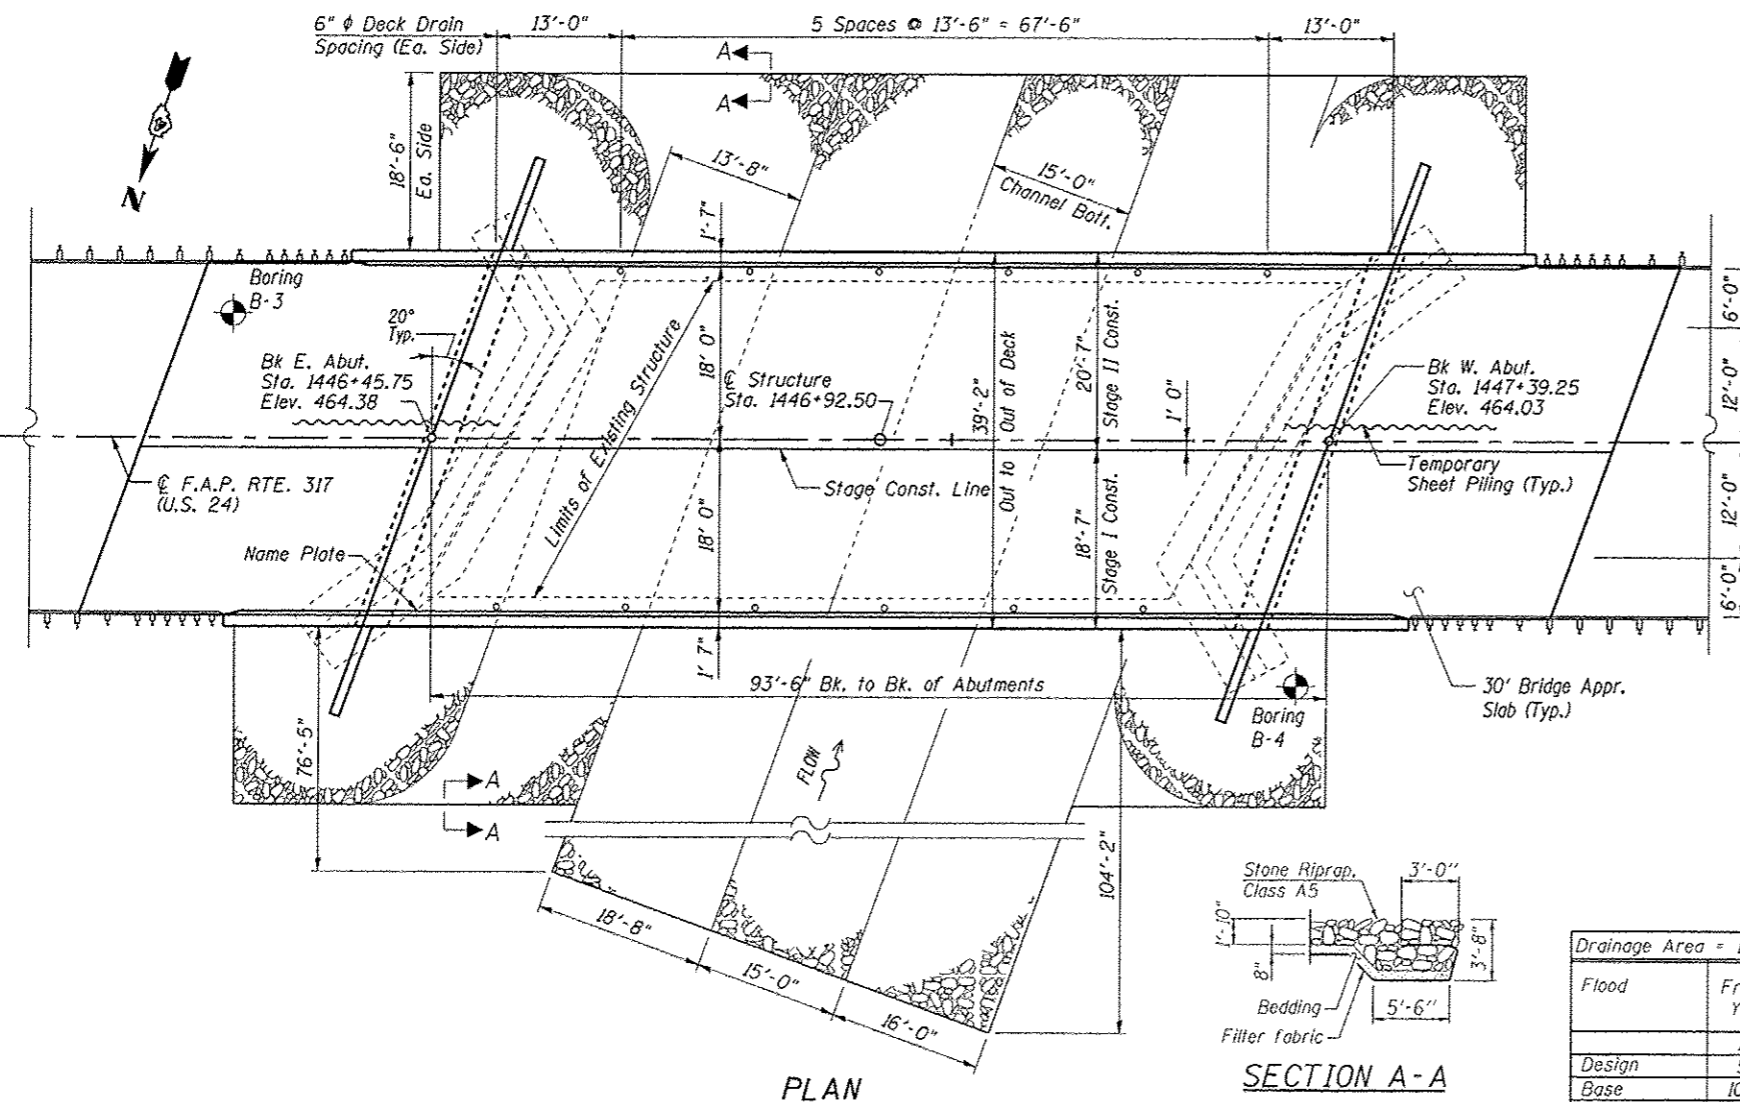 6" ϕ Deck Drain
Spacing (Ea. Side)
13'-0"
5 Spaces @ 13'-6" = 67'-6"
13'-0"
A
A
18'-6"
Ea. Side
N
13'-8"
15'-0"
Channel Bott.
1'-7"
Boring
B-3
20°
Typ.
Bk E. Abut.
Sta. 1446+45.75
Elev. 464.38
Limits of Existing Structure
18' 0"
℄ Structure
Sta. 1446+92.50
39'-2"
Out to Out of Deck
20'-7"
Stage II Const.
1' 0"
Bk W. Abut.
Sta. 1447+39.25
Elev. 464.03
6'-0"
12'-0"
12'-0"
6'-0"
℄ F.A.P. RTE. 317
(U.S. 24)
Stage Const. Line
Temporary
Sheet Piling (Typ.)
Name Plate
18' 0"
18'-7"
Stage I Const.
1' 7"
93'-6" Bk. to Bk. of Abutments
30' Bridge Appr.
Slab (Typ.)
Boring
B-4
76'-5"
FLOW
A
A
104'-2"
18'-8"
15'-0"
16'-0"
Stone Riprap,
Class A5
3'-0"
1'-10"
8"
3'-8"
Bedding
5'-6"
Filter fabric
SECTION A-A
PLAN
Drainage Area =
Flood
Design
Base